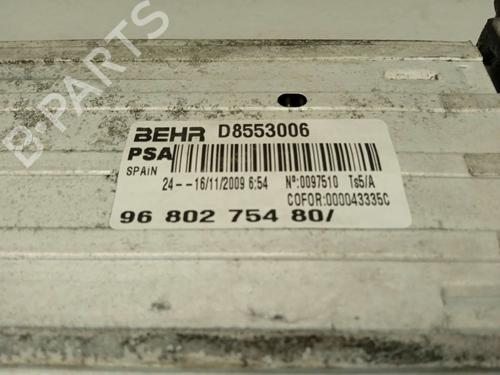 B-PARTS
BEHR D8553006
PSA
SPAIN
24--16/11/2009 6:54 Nº:0097510 Ts5/A
COFOR:000043335C
96 802 754 80/